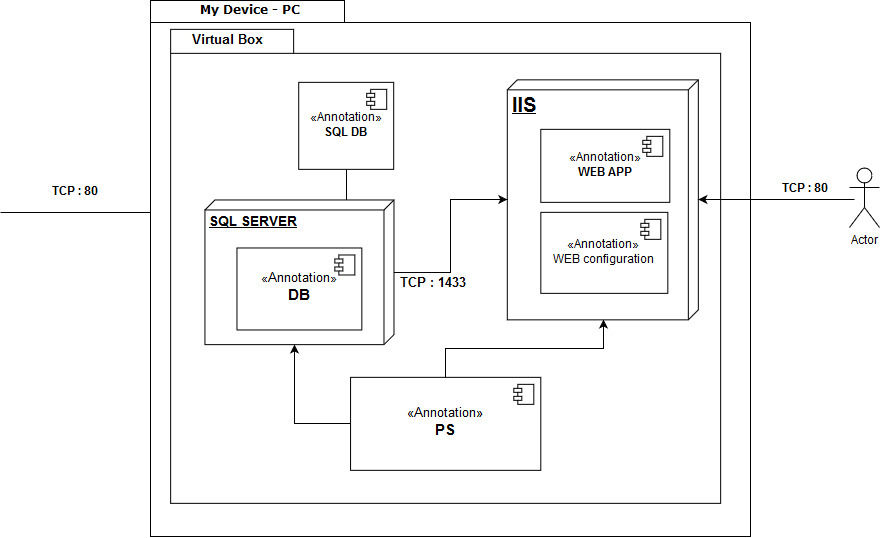 My Device - PC
Virtual Box
«Annotation»
SQL DB
IIS
«Annotation»
WEB APP
TCP : 80
TCP : 80
SQL SERVER
«Annotation»
WEB configuration
Actor
«Annotation»
DB
TCP : 1433
«Annotation»
PS